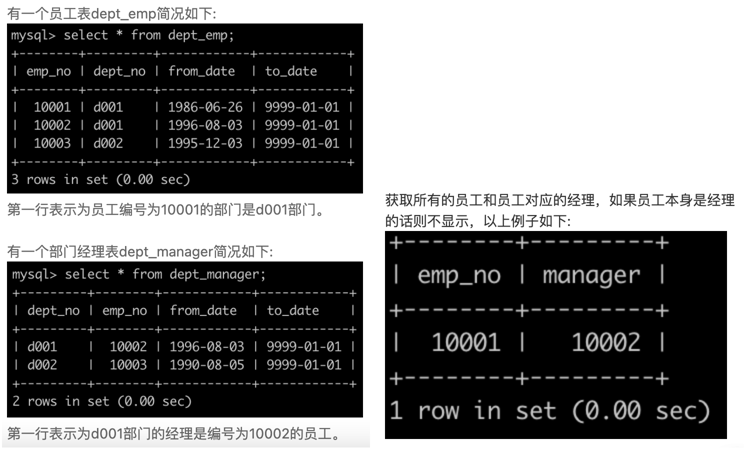 有一个员工表dept_emp简况如下:
mysql> select * from dept_emp;
+--------+---------+------------+------------+
| emp_no | dept_no | from_date | to_date |
+--------+---------+------------+------------+
| 10001 | d001 | 1986-06-26 | 9999-01-01 |
| 10002 | d001 | 1996-08-03 | 9999-01-01 |
| 10003 | d002 | 1995-12-03 | 9999-01-01 |
+--------+---------+------------+------------+
3 rows in set (0.00 sec)
第一行表示为员工编号为10001的部门是d001部门。
有一个部门经理表dept_manager简况如下:
mysql> select * from dept_manager;
+---------+--------+------------+------------+
| dept_no | emp_no | from_date | to_date |
+---------+--------+------------+------------+
| d001 | 10002 | 1996-08-03 | 9999-01-01 |
| d002 | 10003 | 1990-08-05 | 9999-01-01 |
+---------+--------+------------+------------+
2 rows in set (0.00 sec)
第一行表示为d001部门的经理是编号为10002的员工。
获取所有的员工和员工对应的经理，如果员工本身是经理
的话则不显示，以上例子如下:
+--------+---------+
| emp_no | manager |
+--------+---------+
| 10001 | 10002 |
+--------+---------+
1 row in set (0.00 sec)